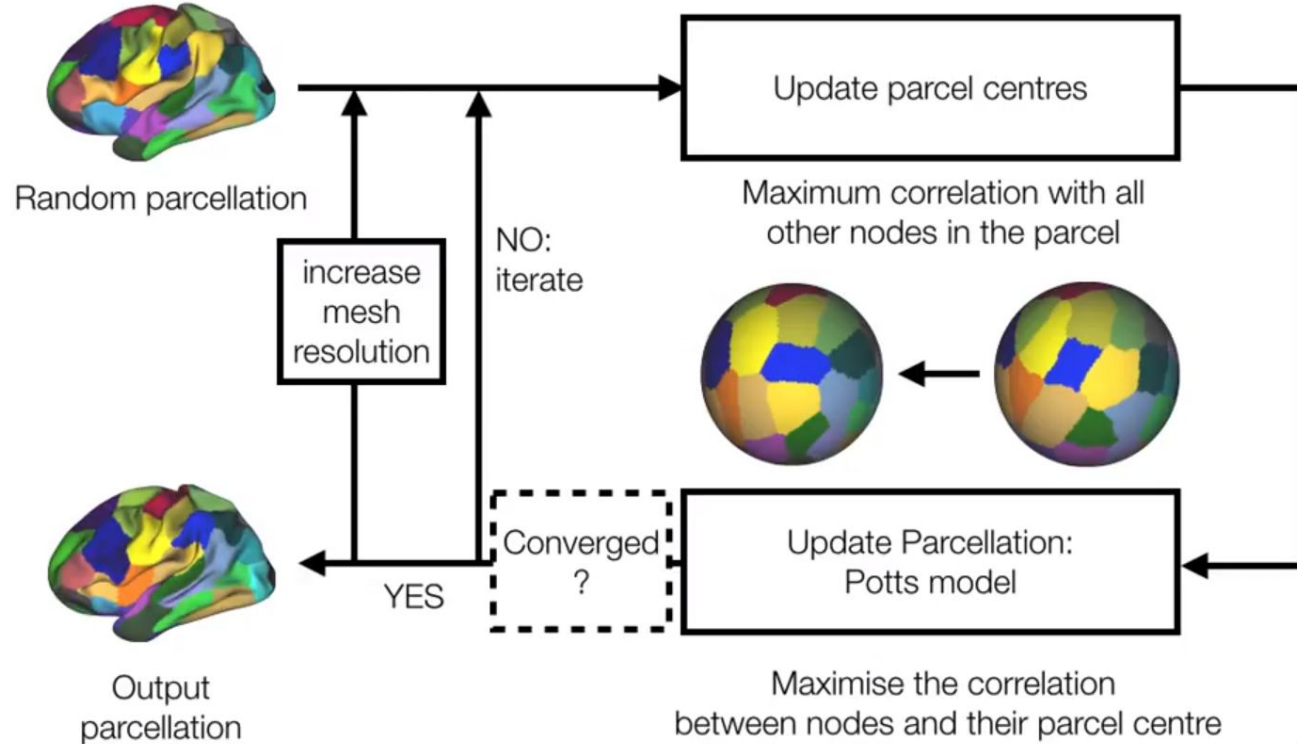 Update parcel centres
Random parcellation
Maximum correlation with all
other nodes in the parcel
NO:
iterate
increase
mesh
resolution
Converged
?
Update Parcellation:
Potts model
YES
Output
parcellation
Maximise the correlation
between nodes and their parcel centre